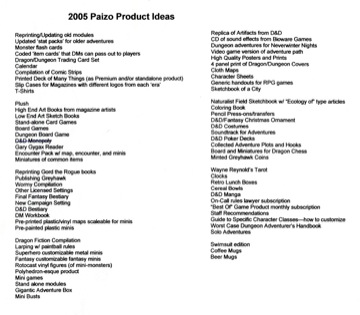 2005 Paizo Product Ideas
Reprinting/Updating old modules
Updated 'stat packs' for older adventures
Monster flash cards
Coded 'item cards' that DMs can pass out to players
Dragon/Dungeon Trading Card Set
Calendar
Compilation of Comic Strips
Printed Deck of Many Things (as Premium and/or standalone product)
Slip Cases for Magazines with different logos from each 'era'
T-Shirts
Plush
High End Art Books from magazine artists
Low End Art Sketch Books
Stand-alone Card Games
Board Games
Dungeon Board Game
D&D Monopoly
Gary Gygax Reader
Encounter Pack w/ map, encounter, and minis
Miniatures of common items
Reprinting Gord the Rogue books
Publishing Greyhawk
Wormy Compilation
Other Licensed Settings
Final Fantasy Bestiary
New Campaign Setting
D&D Bestiary
DM Workbook
Pre-printed plastic/vinyl maps scaleable for minis
Pre-painted plastic minis
Dragon Fiction Compilation
Larping w/ paintball rules
Superhero customizable metal minis
Fantasy customizable fantasy minis
Rotocast vinyl figures (of mini-monsters)
Polyhedron-esque product
Mini games
Stand alone modules
Gigantic Adventure Box
Mini Busts
Replica of Artifacts from D&D
CD of sound effects from Bioware Games
Dungeon adventures for Neverwinter Nights
Video game version of adventure path
High Quality Posters and Prints
4 panel print of Dragon/Dungeon Covers
Cloth Maps
Character Sheets
Generic handouts for RPG games
Sketchbook of a City
Naturalist Field Sketchbook w/ "Ecology of" type articles
Coloring Book
Pencil Press-ons/transfers
D&D/Fantasy Christmas Ornament
D&D Costumes
Soundtrack for Adventures
D&D Poker Decks
Collected Adventure Plots and Hooks
Board and Miniatures for Dragon Chess
Minted Greyhawk Coins
Wayne Reynold's Tarot
Clocks
Retro Lunch Boxes
Cereal Bowls
D&D Manga
On-Call rules lawyer subscription
"Best Of" Game Product monthly subscription
Staff Recommendations
Guide to Specific Character Classes—how to customize
Worst Case Dungeon Adventurer's Handbook
Solo Adventures
Swimsuit edition
Coffee Mugs
Beer Mugs